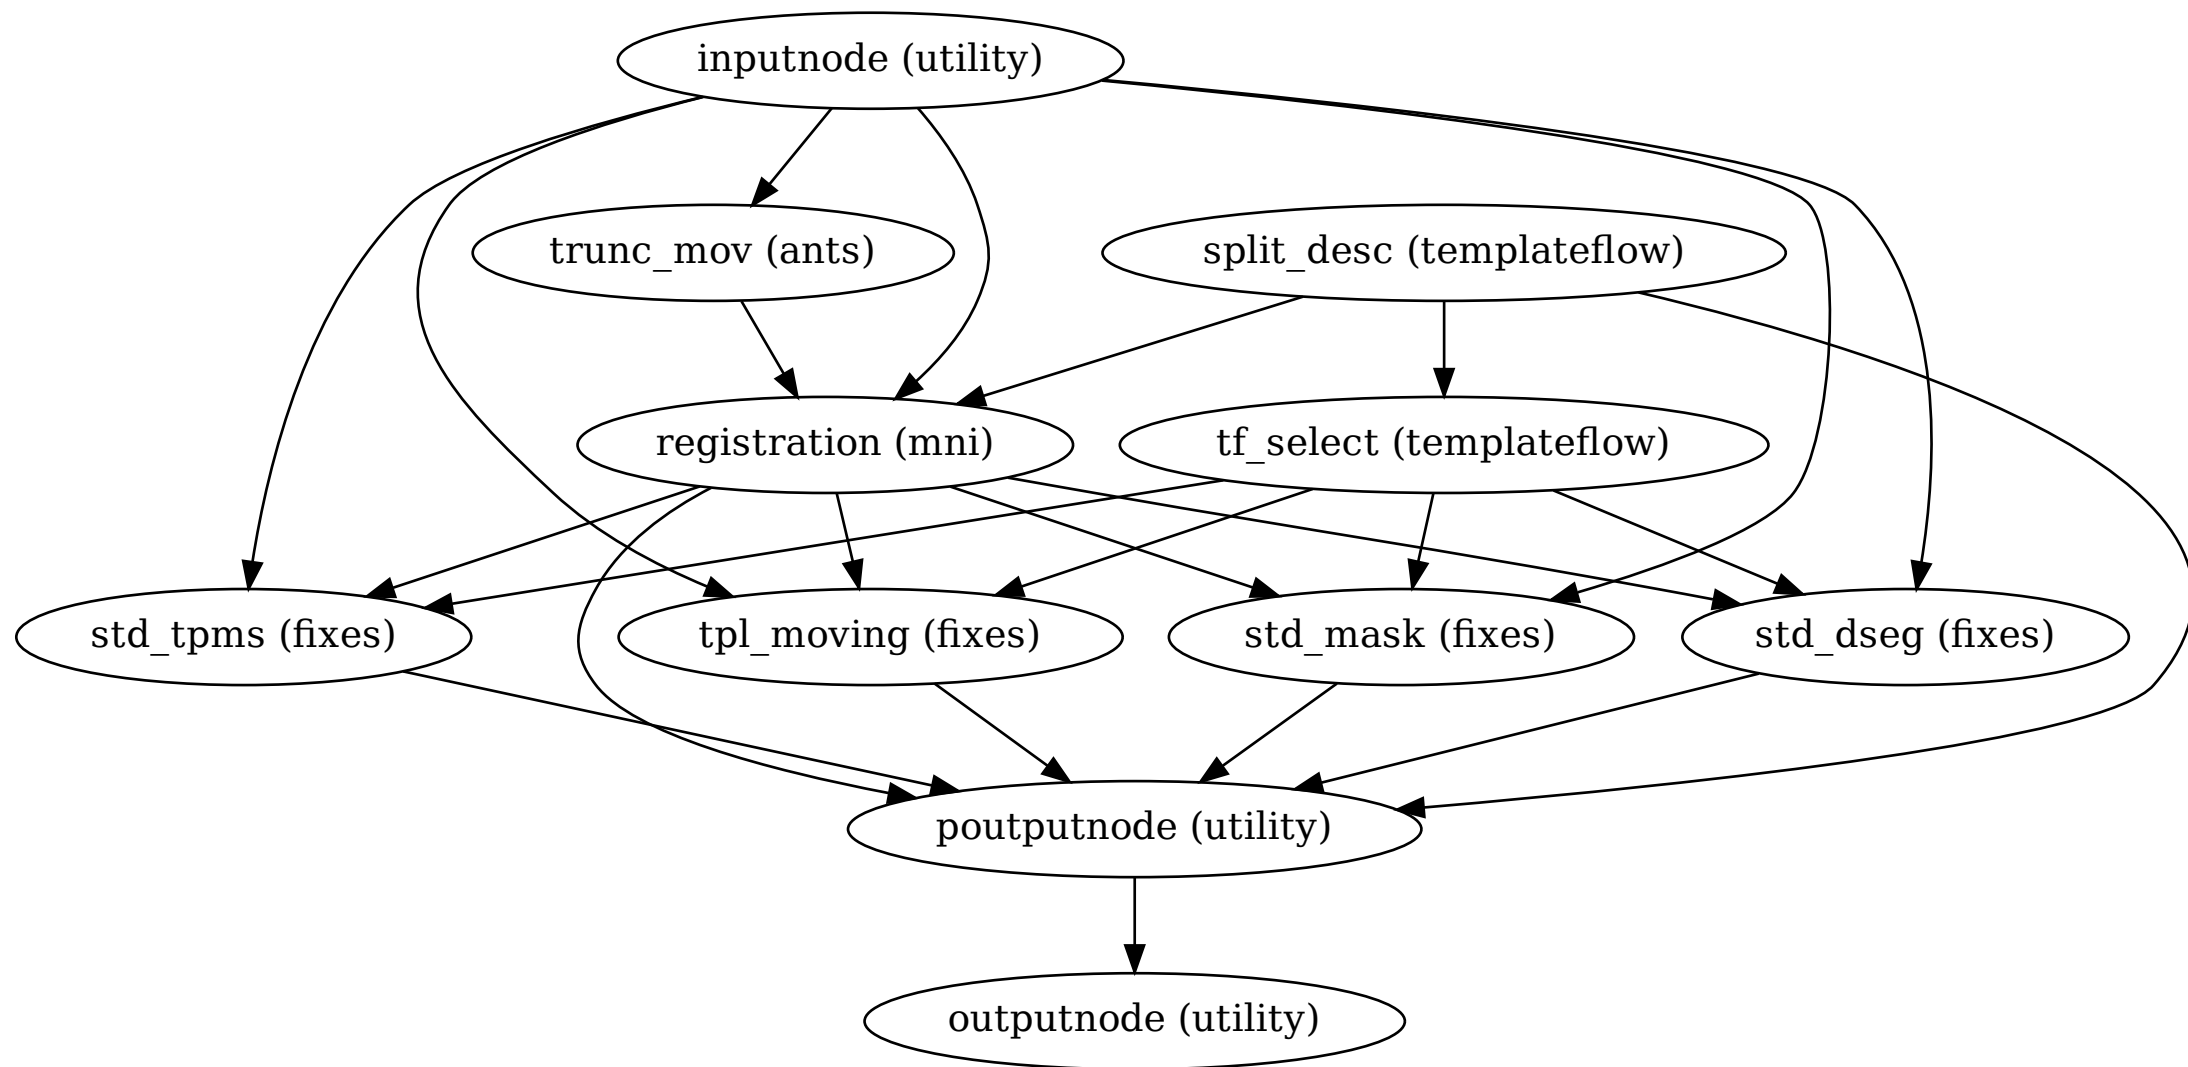 inputnode (utility)
trunc_mov (ants)
split_desc (templateflow)
registration (mni)
tf_select (templateflow)
std_tpms (fixes)
tpl_moving (fixes)
std_mask (fixes)
std_dseg (fixes)
poutputnode (utility)
outputnode (utility)